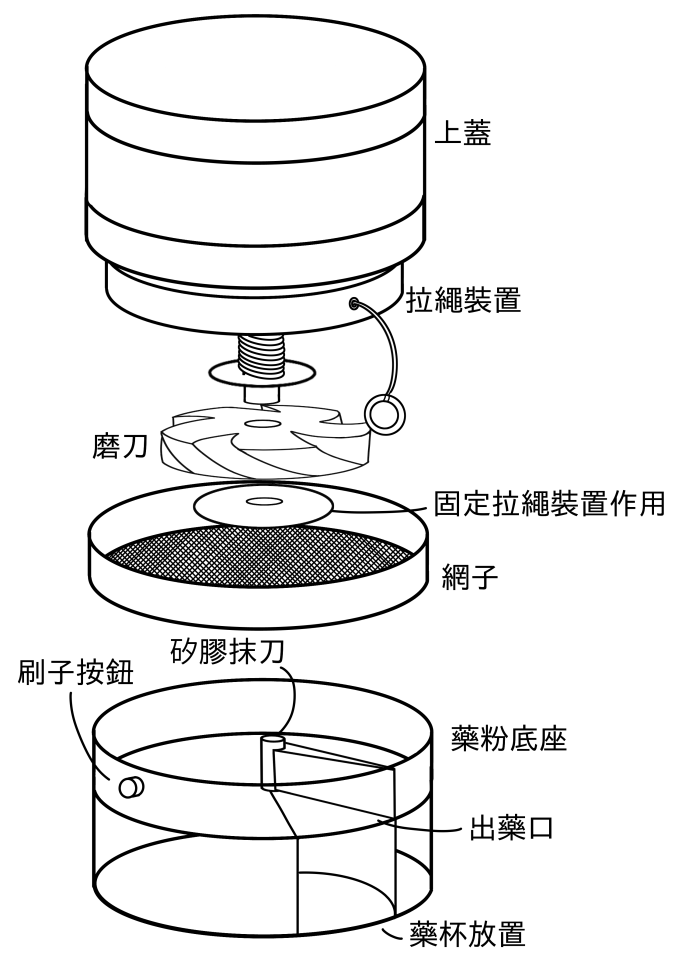 上蓋
拉繩裝置
磨刀
固定拉繩裝置作用
網子
矽膠抹刀
刷子按鈕
藥粉底座
出藥口
藥杯放置